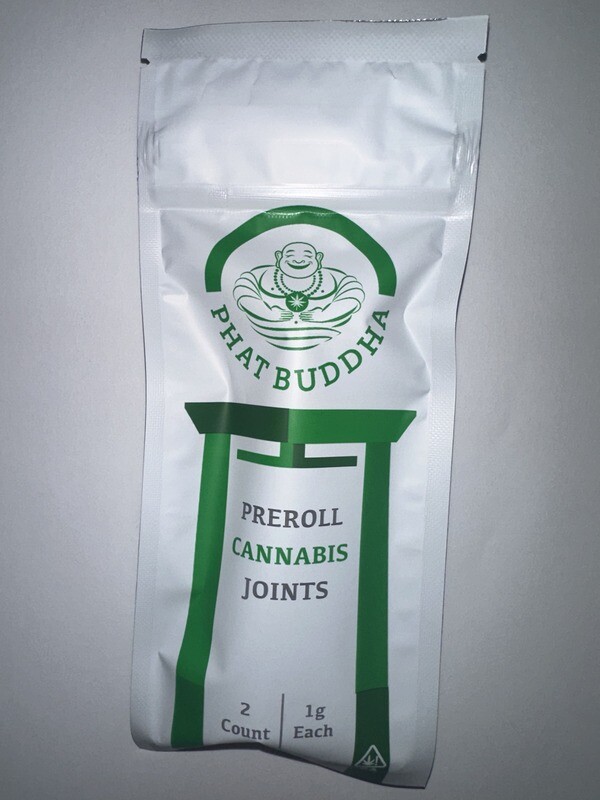 PHAT BUDDHA
PREROLL
CANNABIS
JOINTS
2
Count
1g
Each